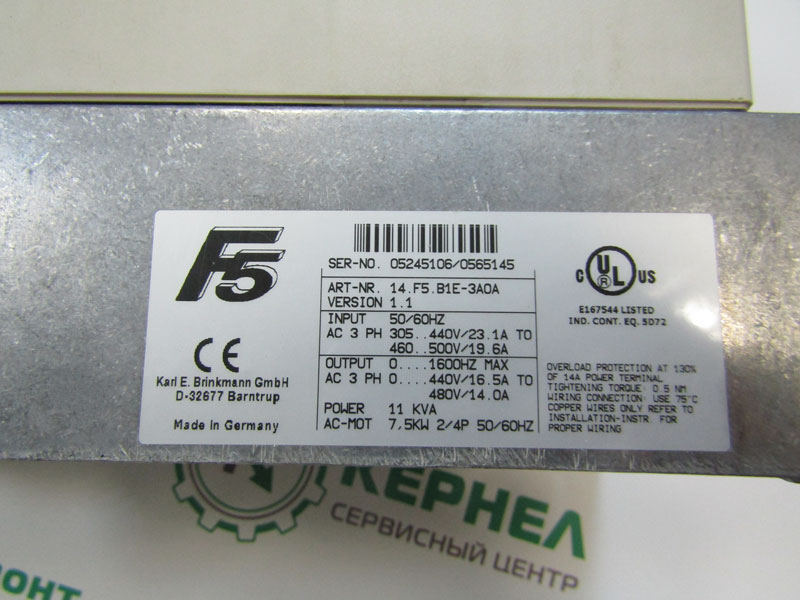 F5
SER-NO. 05245106/0565145
ART-NR. 14.F5.B1E-3A0A
VERSION 1.1
INPUT 50/60HZ
AC 3 PH 305..440V/23.1A TO
460..500V/19.6A
OUTPUT 0....1600HZ MAX
AC 3 PH 0....440V/16.5A TO
480V/14.0A
POWER 11 KVA
AC-MOT 7,5KW 2/4P 50/60HZ
CE
Karl E. Brinkmann GmbH
D-32677 Barntrup
Made in Germany
C UL US
E167544 LISTED
IND. CONT. EQ. 5D72
OVERLOAD PROTECTION AT 130%
OF 14A POWER TERMINAL
TIGHTENING TORQUE: 0.5 NM
WIRING CONNECTION: USE 75°C
COPPER WIRES ONLY REFER TO
INSTALLATION-INSTR. FOR
PROPER WIRING
КЕРНЕЛ
СЕРВИСНЫЙ ЦЕНТР
ОНТ